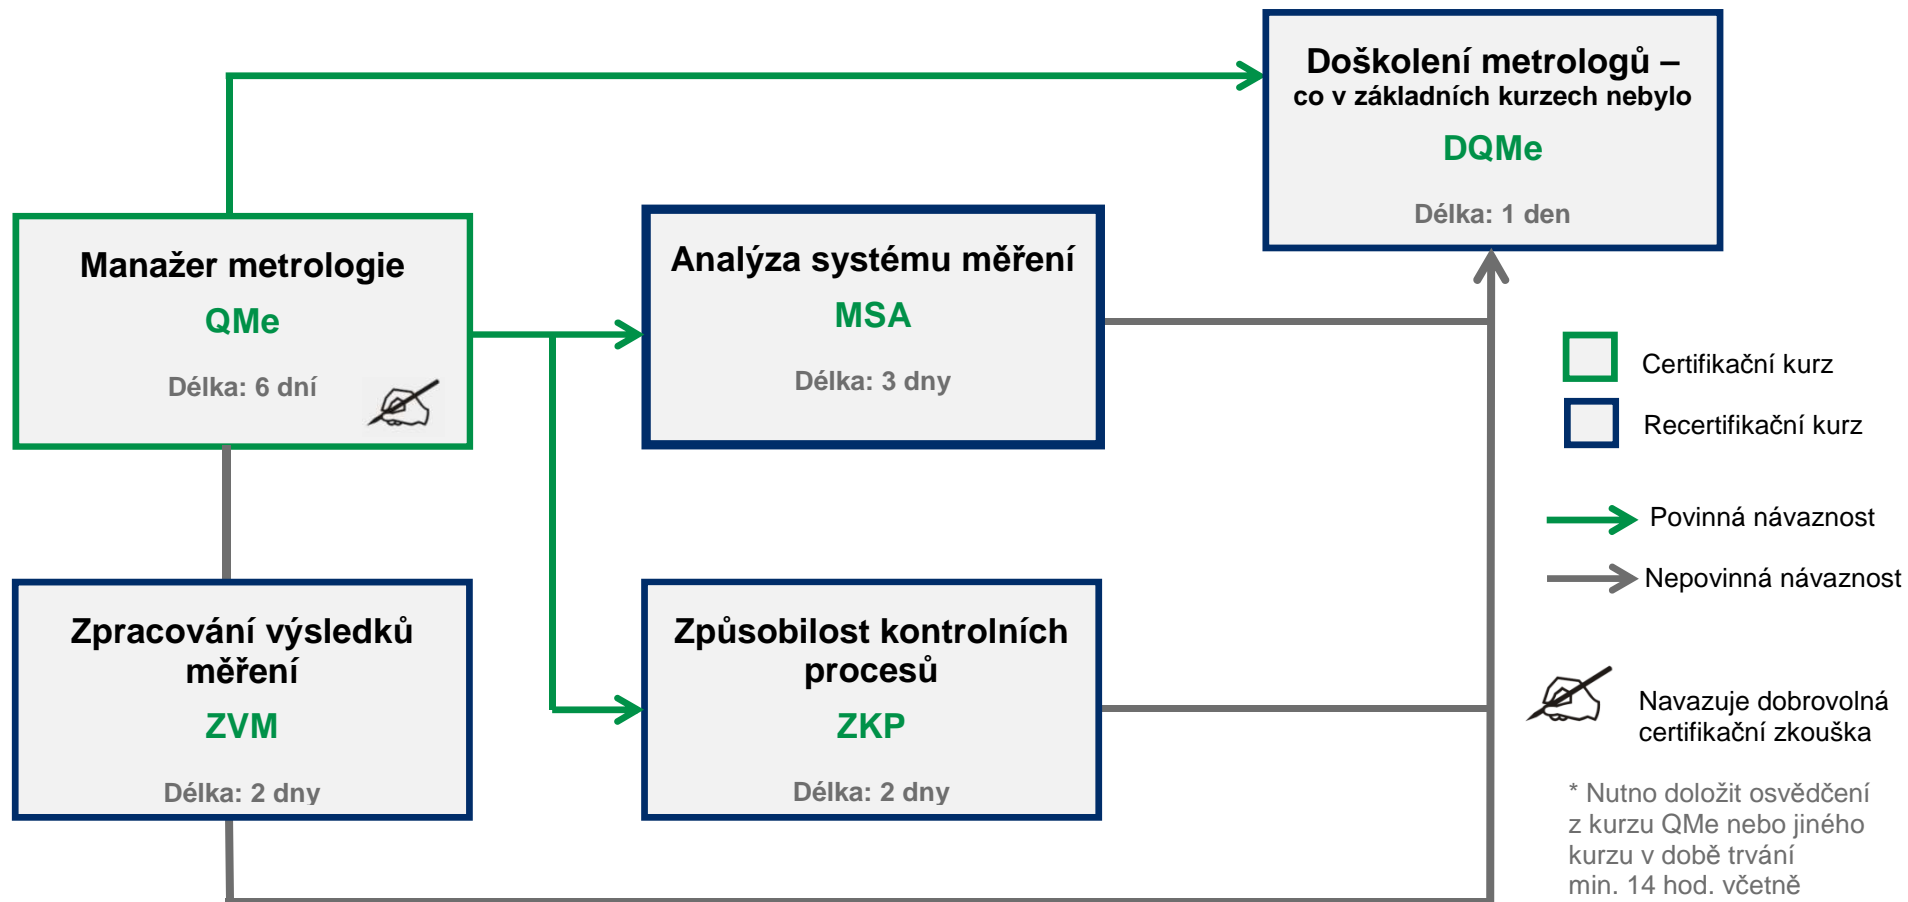 Doškolení metrologů –
co v základních kurzech nebylo
DQMe
Délka: 1 den
Manažer metrologie
QMe
Délka: 6 dní
Analýza systému měření
MSA
Délka: 3 dny
Zpracování výsledků
měření
ZVM
Délka: 2 dny
Způsobilost kontrolních
procesů
ZKP
Délka: 2 dny
Certifikační kurz
Recertifikační kurz
Povinná návaznost
Nepovinná návaznost
Navazuje dobrovolná
certifikační zkouška
* Nutno doložit osvědčení
z kurzu QMe nebo jiného
kurzu v době trvání
min. 14 hod. včetně